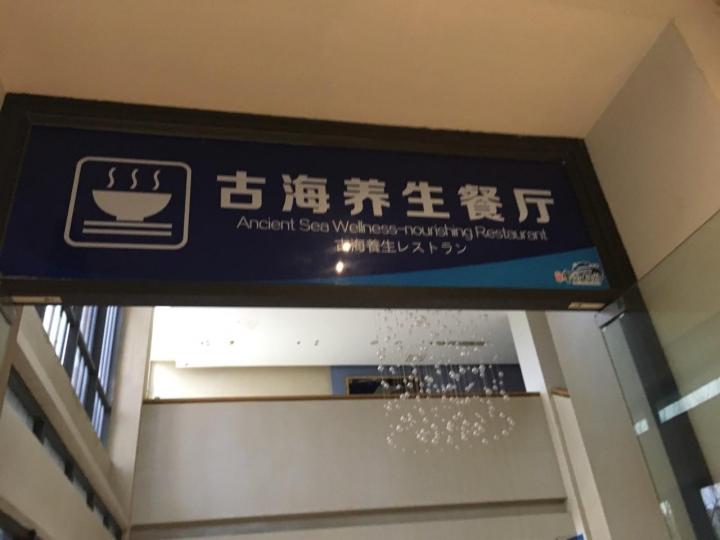 古海养生餐厅
Ancient Sea Wellness-nourishing Restaurant
古海養生レストラン